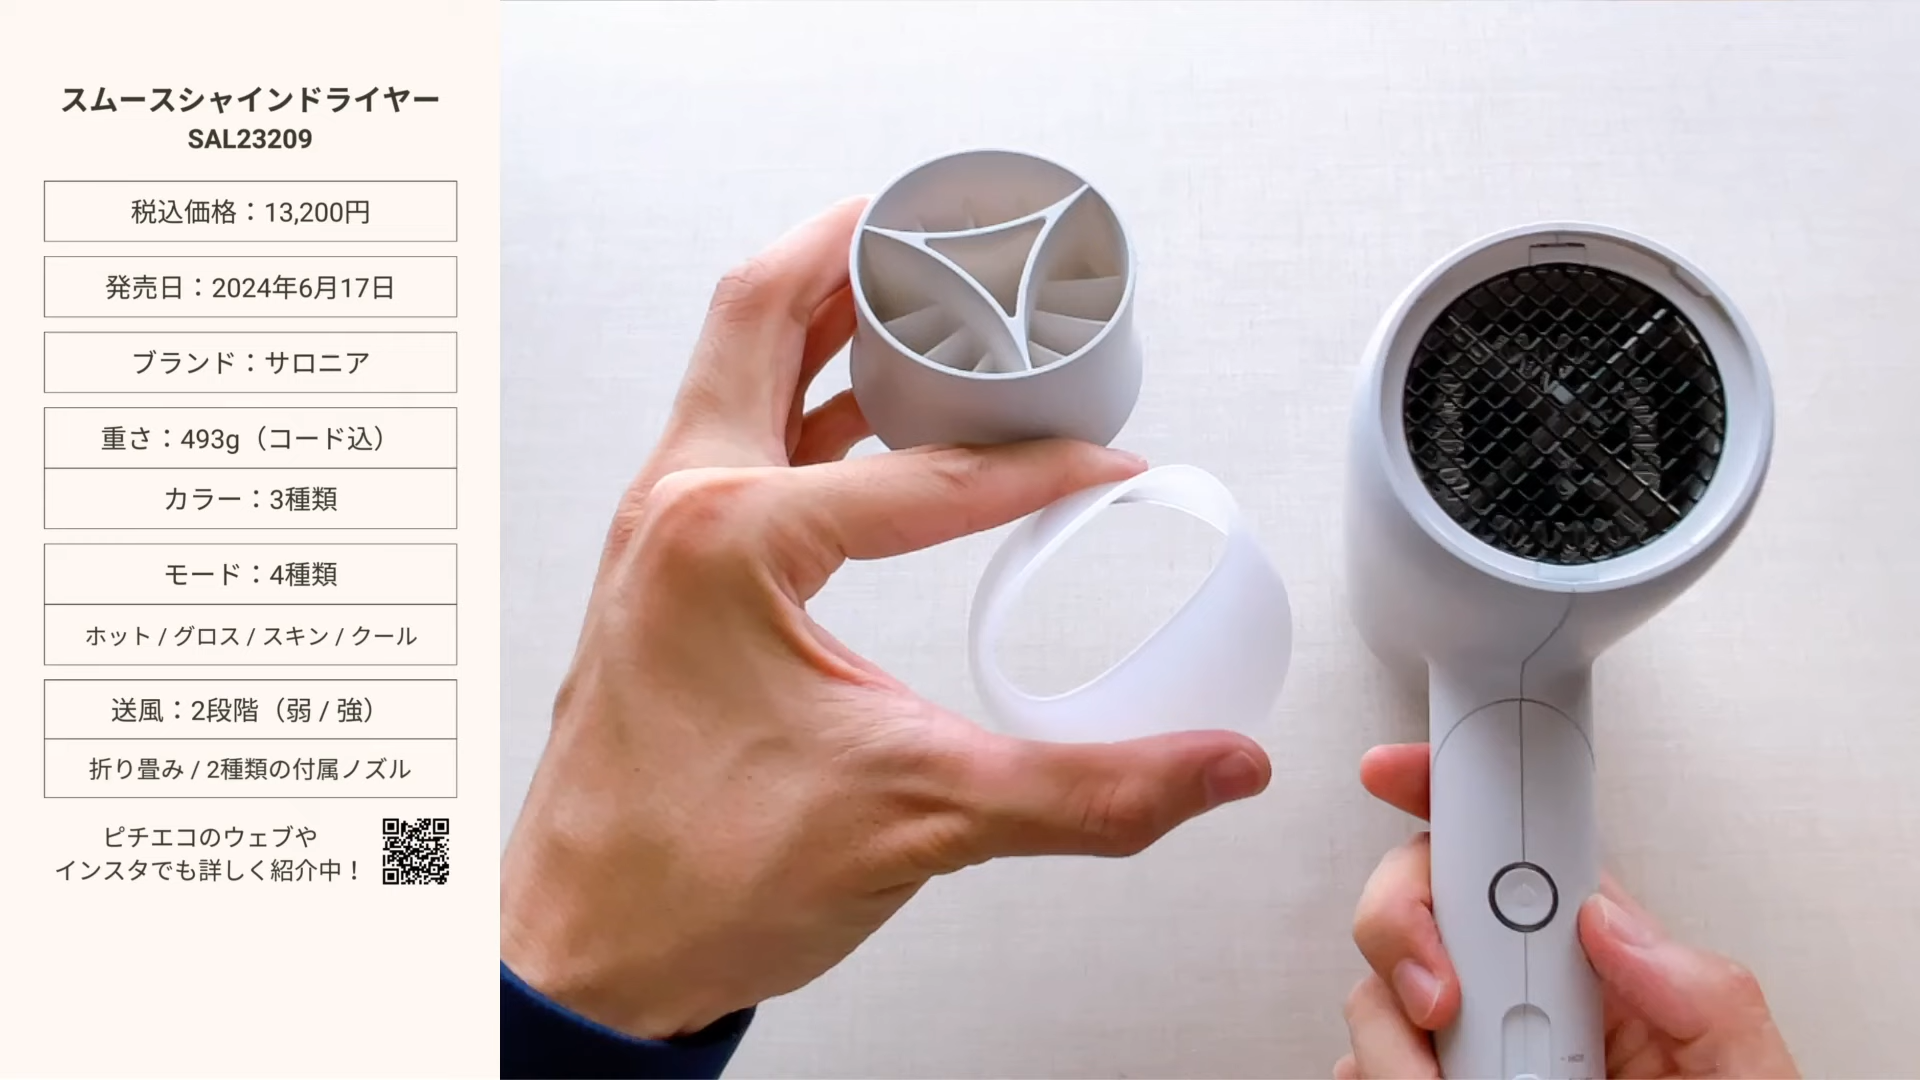 スムースシャインドライヤー
SAL23209
税込価格：13,200円
発売日：2024年6月17日
ブランド：サロニア
重さ：493g（コード込）
カラー：3種類
モード：4種類
ホット / グロス / スキン / クール
送風：2段階（弱 / 強）
折り畳み / 2種類の付属ノズル
ピチエコのウェブや
インスタでも詳しく紹介中！